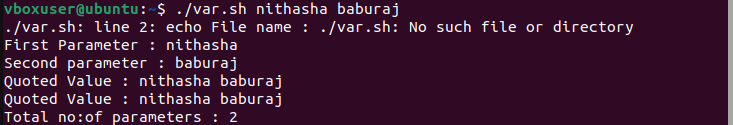 vboxuser@ubuntu:~$ ./var.sh nithasha baburaj
./var.sh: line 2: echo File name : ./var.sh: No such file or directory
First Parameter : nithasha
Second parameter : baburaj
Quoted Value : nithasha baburaj
Quoted Value : nithasha baburaj
Total no:of parameters : 2